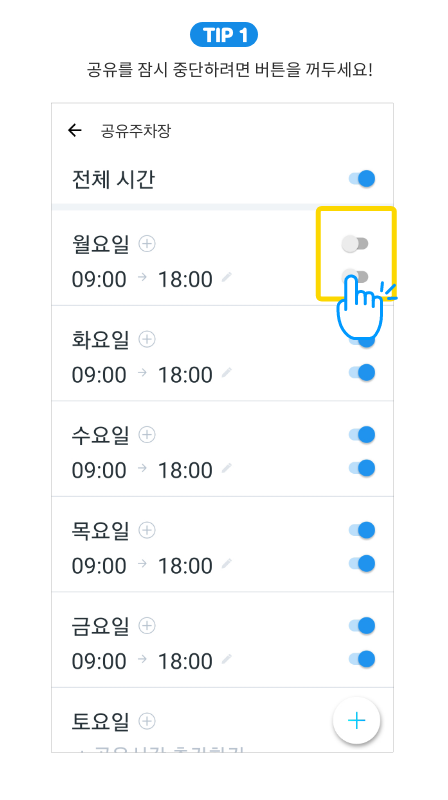 TIP 1
공유를 잠시 중단하려면 버튼을 꺼두세요!
공유주차장
전체 시간
월요일
09:00 → 18:00
화요일
09:00 → 18:00
수요일
09:00 → 18:00
목요일
09:00 → 18:00
금요일
09:00 → 18:00
토요일